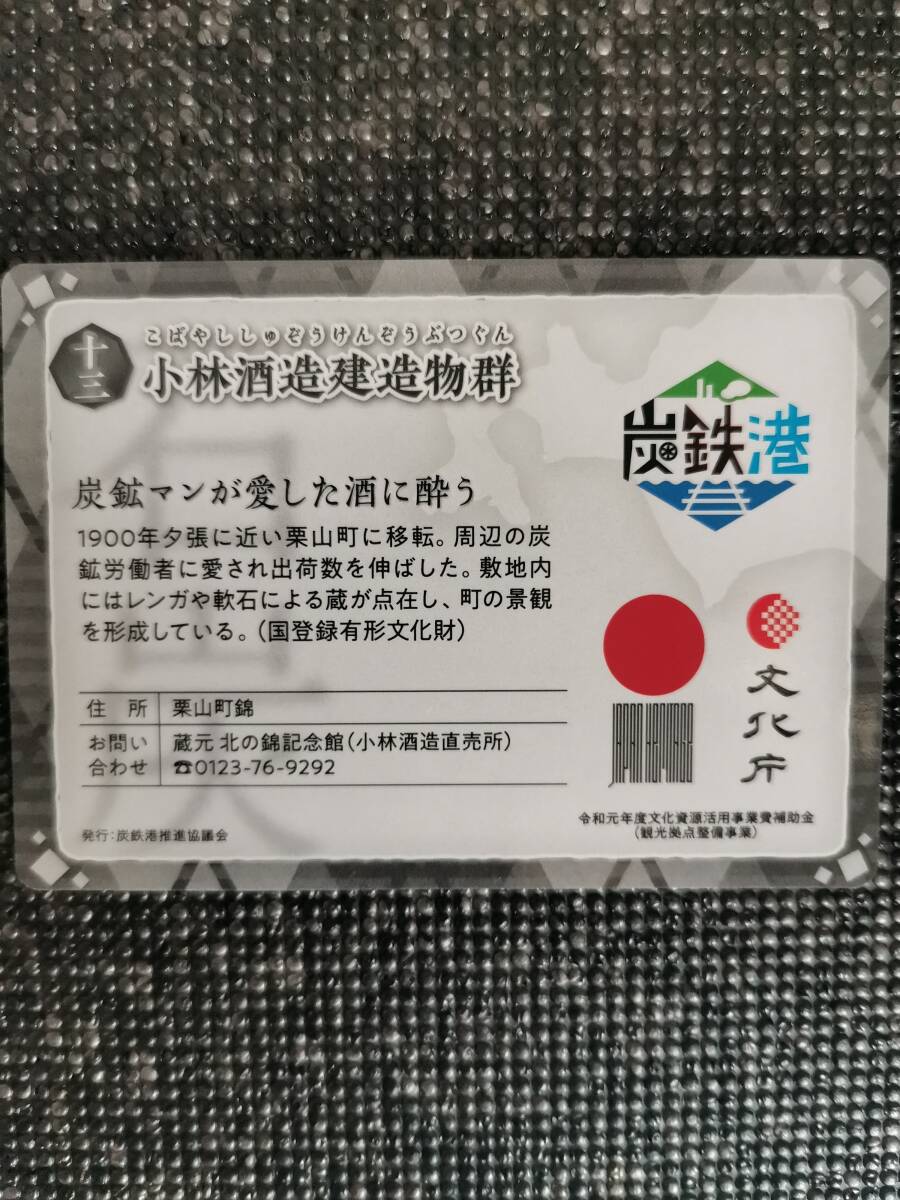 十三
こばやししゅぞうけんぞうぶつぐん
小林酒造建造物群
炭鉄港
炭鉱マンが愛した酒に酔う
1900年夕張に近い栗山町に移転。周辺の炭
鉱労働者に愛され出荷数を伸ばした。敷地内
にはレンガや軟石による蔵が点在し、町の景観
を形成している。(国登録有形文化財)
住 所 栗山町錦
お問い 蔵元 北の錦記念館(小林酒造直売所)
合わせ ☎0123-76-9292
発行:炭鉄港推進協議会
JAPAN HERITAGE
文化庁
令和元年度文化資源活用事業費補助金
(観光拠点整備事業)